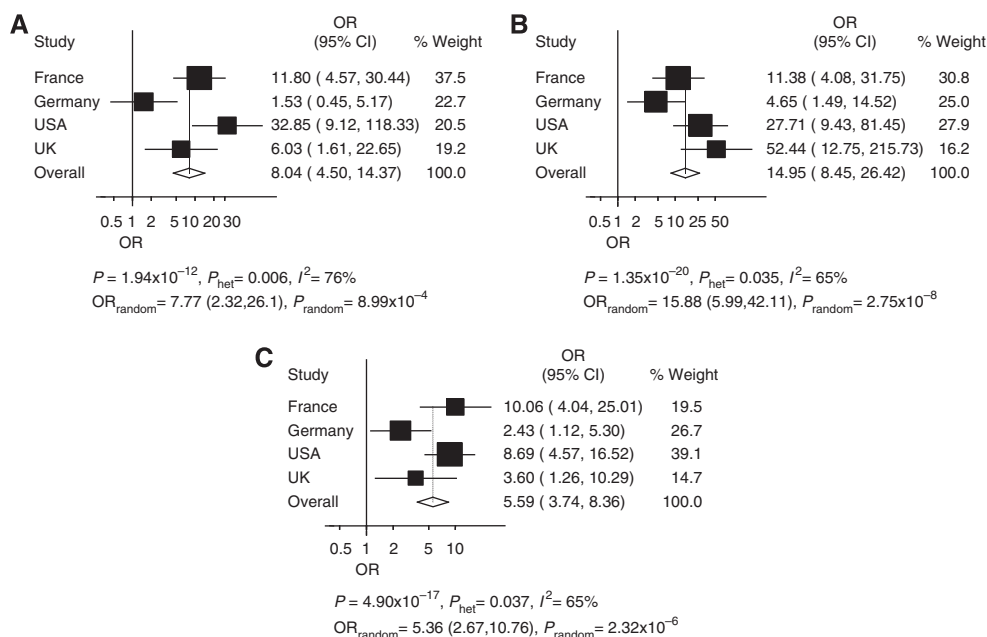 A
Study OR (95% CI) % Weight
France 11.80 ( 4.57, 30.44) 37.5
Germany 1.53 ( 0.45, 5.17) 22.7
USA 32.85 ( 9.12, 118.33) 20.5
UK 6.03 ( 1.61, 22.65) 19.2
Overall 8.04 ( 4.50, 14.37) 100.0
0.5 1 2 5 10 20 30
OR
P = 1.94x10⁻¹², P_het= 0.006, I²= 76%
OR_random= 7.77 (2.32,26.1), P_random= 8.99x10⁻⁴
B
Study OR (95% CI) % Weight
France 11.38 ( 4.08, 31.75) 30.8
Germany 4.65 ( 1.49, 14.52) 25.0
USA 27.71 ( 9.43, 81.45) 27.9
UK 52.44 ( 12.75, 215.73) 16.2
Overall 14.95 ( 8.45, 26.42) 100.0
0.5 1 2 5 10 25 50
OR
P = 1.35x10⁻²⁰, P_het= 0.035, I²= 65%
OR_random= 15.88 (5.99,42.11), P_random= 2.75x10⁻⁸
C
Study OR (95% CI) % Weight
France 10.06 ( 4.04, 25.01) 19.5
Germany 2.43 ( 1.12, 5.30) 26.7
USA 8.69 ( 4.57, 16.52) 39.1
UK 3.60 ( 1.26, 10.29) 14.7
Overall 5.59 ( 3.74, 8.36) 100.0
0.5 1 2 5 10
OR
P = 4.90x10⁻¹⁷, P_het= 0.037, I²= 65%
OR_random= 5.36 (2.67,10.76), P_random= 2.32x10⁻⁶